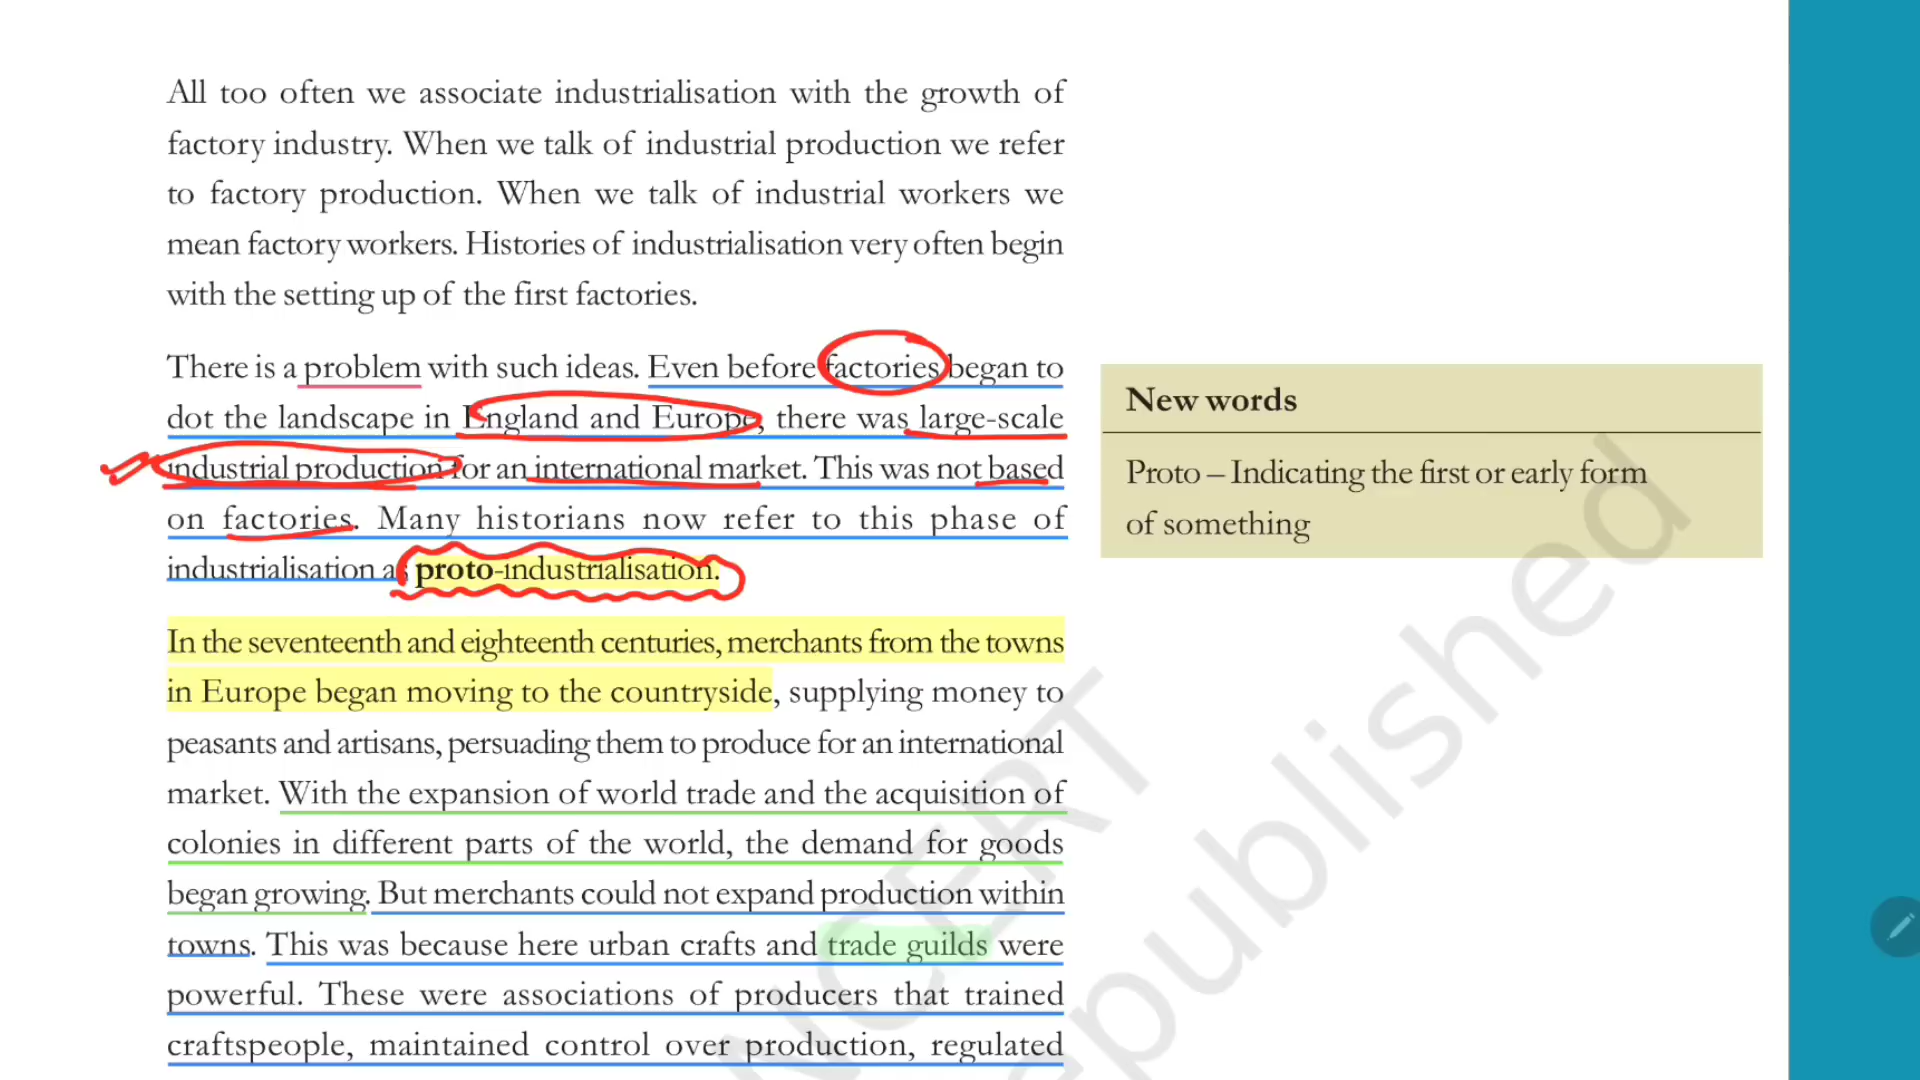 All too often we associate industrialisation with the growth of
factory industry. When we talk of industrial production we refer
to factory production. When we talk of industrial workers we
mean factory workers. Histories of industrialisation very often begin
with the setting up of the first factories.
There is a problem with such ideas. Even before factories began to
dot the landscape in England and Europe, there was large-scale
industrial production for an international market. This was not based
on factories. Many historians now refer to this phase of
industrialisation as proto-industrialisation.
In the seventeenth and eighteenth centuries, merchants from the towns
in Europe began moving to the countryside, supplying money to
peasants and artisans, persuading them to produce for an international
market. With the expansion of world trade and the acquisition of
colonies in different parts of the world, the demand for goods
began growing. But merchants could not expand production within
towns. This was because here urban crafts and trade guilds were
powerful. These were associations of producers that trained
craftspeople, maintained control over production, regulated
New words
Proto – Indicating the first or early form
of something
NCERT
republished